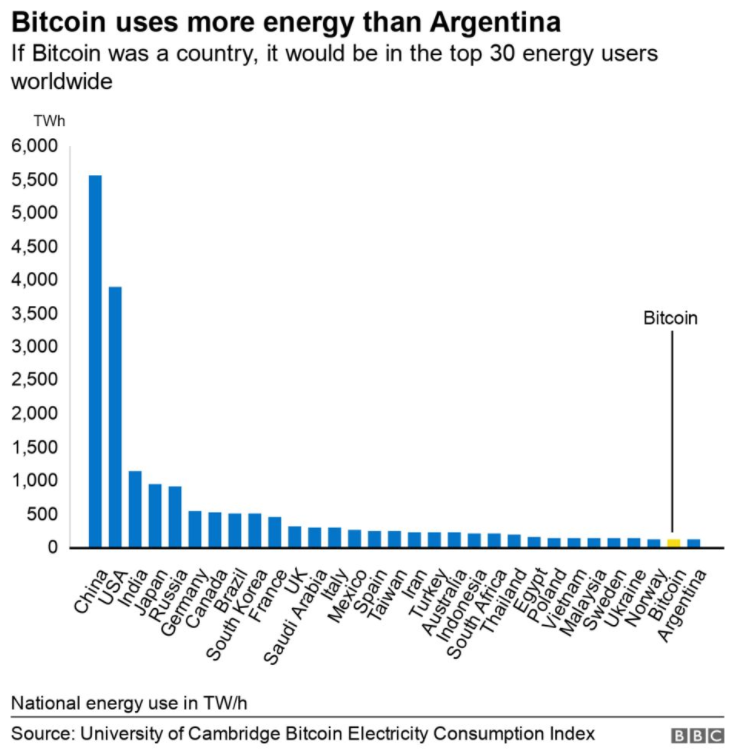 Bitcoin uses more energy than Argentina
If Bitcoin was a country, it would be in the top 30 energy users
worldwide
TWh
6,000
5,500
5,000
4,500
4,000
3,500
3,000
2,500
2,000
1,500
1,000
500
0
Bitcoin
China
USA
India
Japan
Russia
Germany
Canada
Brazil
South Korea
France
UK
Saudi Arabia
Italy
Mexico
Spain
Taiwan
Iran
Turkey
Australia
Indonesia
South Africa
Thailand
Egypt
Poland
Vietnam
Malaysia
Sweden
Ukraine
Norway
Bitcoin
Argentina
National energy use in TW/h
Source: University of Cambridge Bitcoin Electricity Consumption Index
BBC